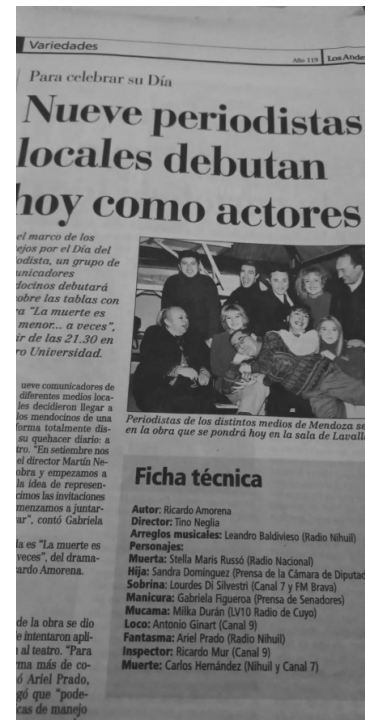 Variedades
Año 119
Los Ande
Para celebrar su Día
Nueve periodistas
locales debutan
hoy como actores
el marco de los
ejos por el Día del
odista, un grupo de
unicadores
docinos debutará
obre las tablas con
a "La muerte es
menor... a veces",
ir de las 21.30 en
ro Universidad.
ueve comunicadores de
diferentes medios loca-
les decidieron llegar a
los mendocinos de una
forma totalmente dis-
su quehacer diario: a
tro. "En setiembre nos
el director Martín Ne-
obra y empezamos a
la idea de represen-
cimos las invitaciones
menzamos a juntar-
ar", contó Gabriela
la es "La muerte es
veces", del drama-
ardo Amorena.
de la obra se dio
e intentaron apli-
al teatro. "Para
rma más de co-
ó Ariel Prado,
gó que "pode-
cas de manejo
Periodistas de los distintos medios de Mendoza se
en la obra que se pondrá hoy en la sala de Lavall
Ficha técnica
Autor: Ricardo Amorena
Director: Tino Neglia
Arreglos musicales: Leandro Baldivieso (Radio Nihuil)
Personajes:
Muerta: Stella Maris Russó (Radio Nacional)
Hija: Sandra Domínguez (Prensa de la Cámara de Diputad
Sobrina: Lourdes Di Silvestri (Canal 7 y FM Brava)
Manicura: Gabriela Figueroa (Prensa de Senadores)
Mucama: Milka Durán (LV10 Radio de Cuyo)
Loco: Antonio Ginart (Canal 9)
Fantasma: Ariel Prado (Radio Nihuil)
Inspector: Ricardo Mur (Canal 9)
Muerte: Carlos Hernández (Nihuil y Canal 7)